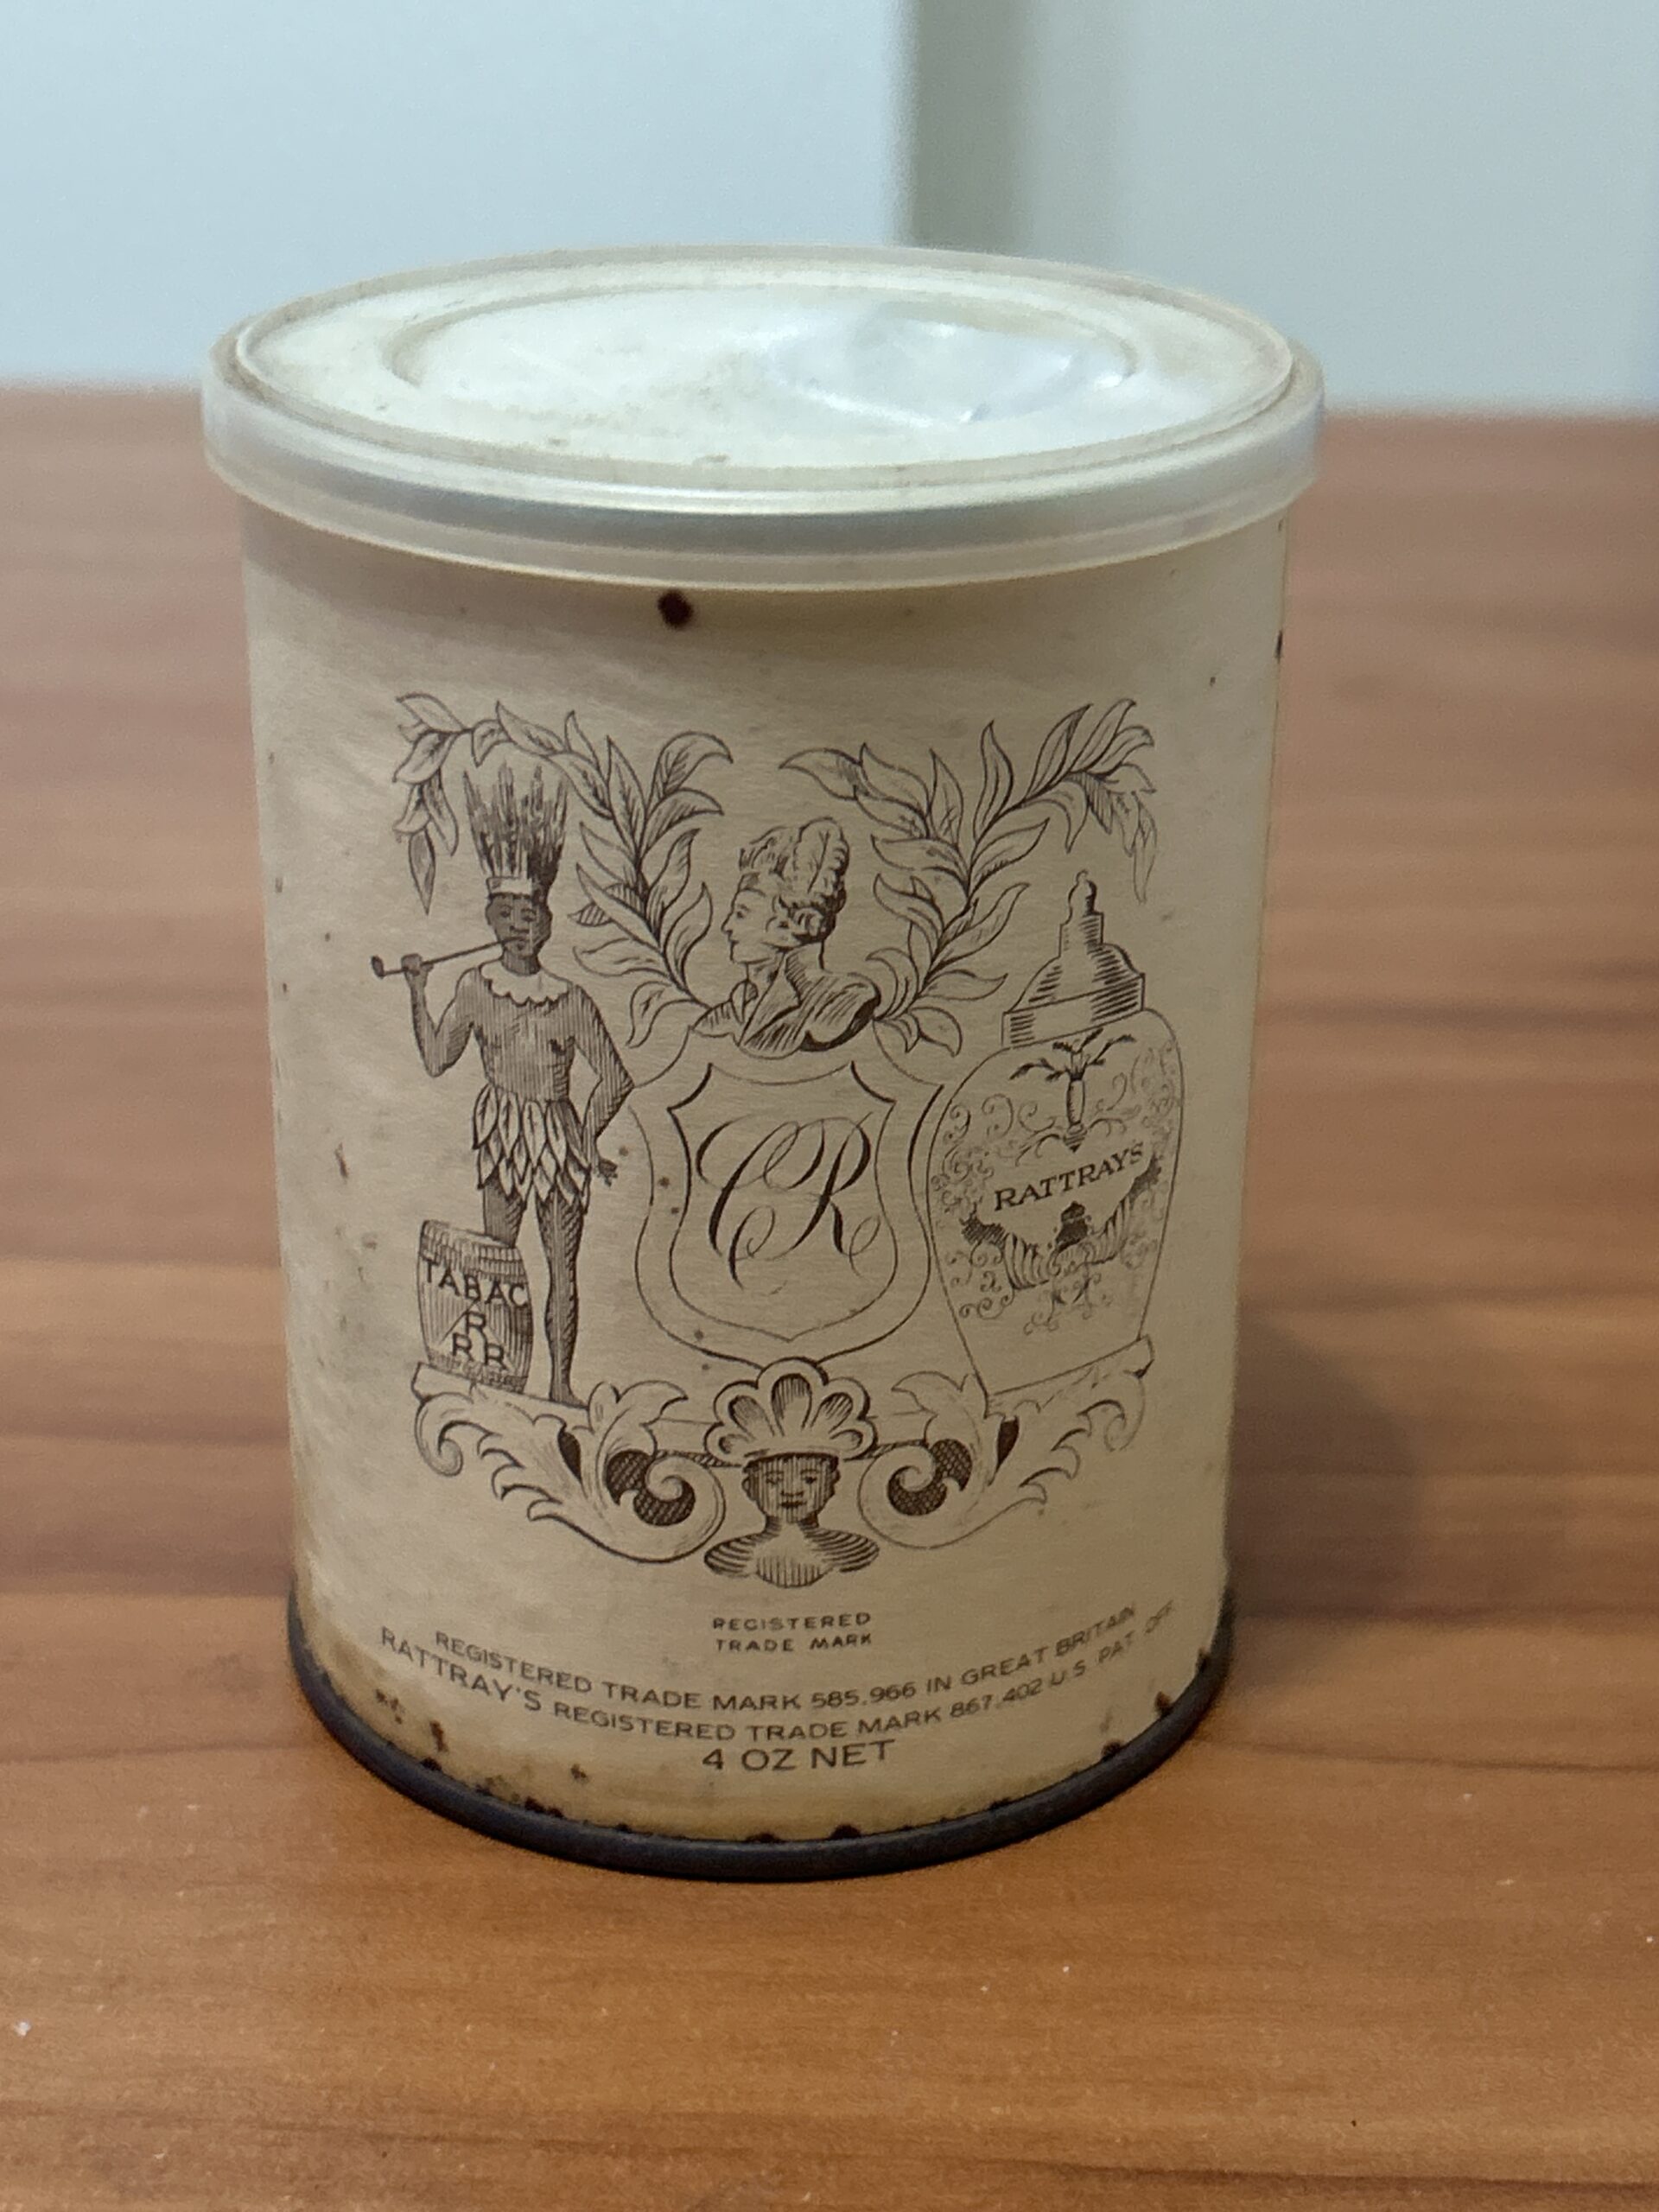 CR
RATTRAYS
TABAC
R
RR
REGISTERED
TRADE MARK
REGISTERED TRADE MARK 585.966 IN GREAT BRITAIN
RATTRAY'S REGISTERED TRADE MARK 867.402 U.S PAT. OFF.
4 OZ NET